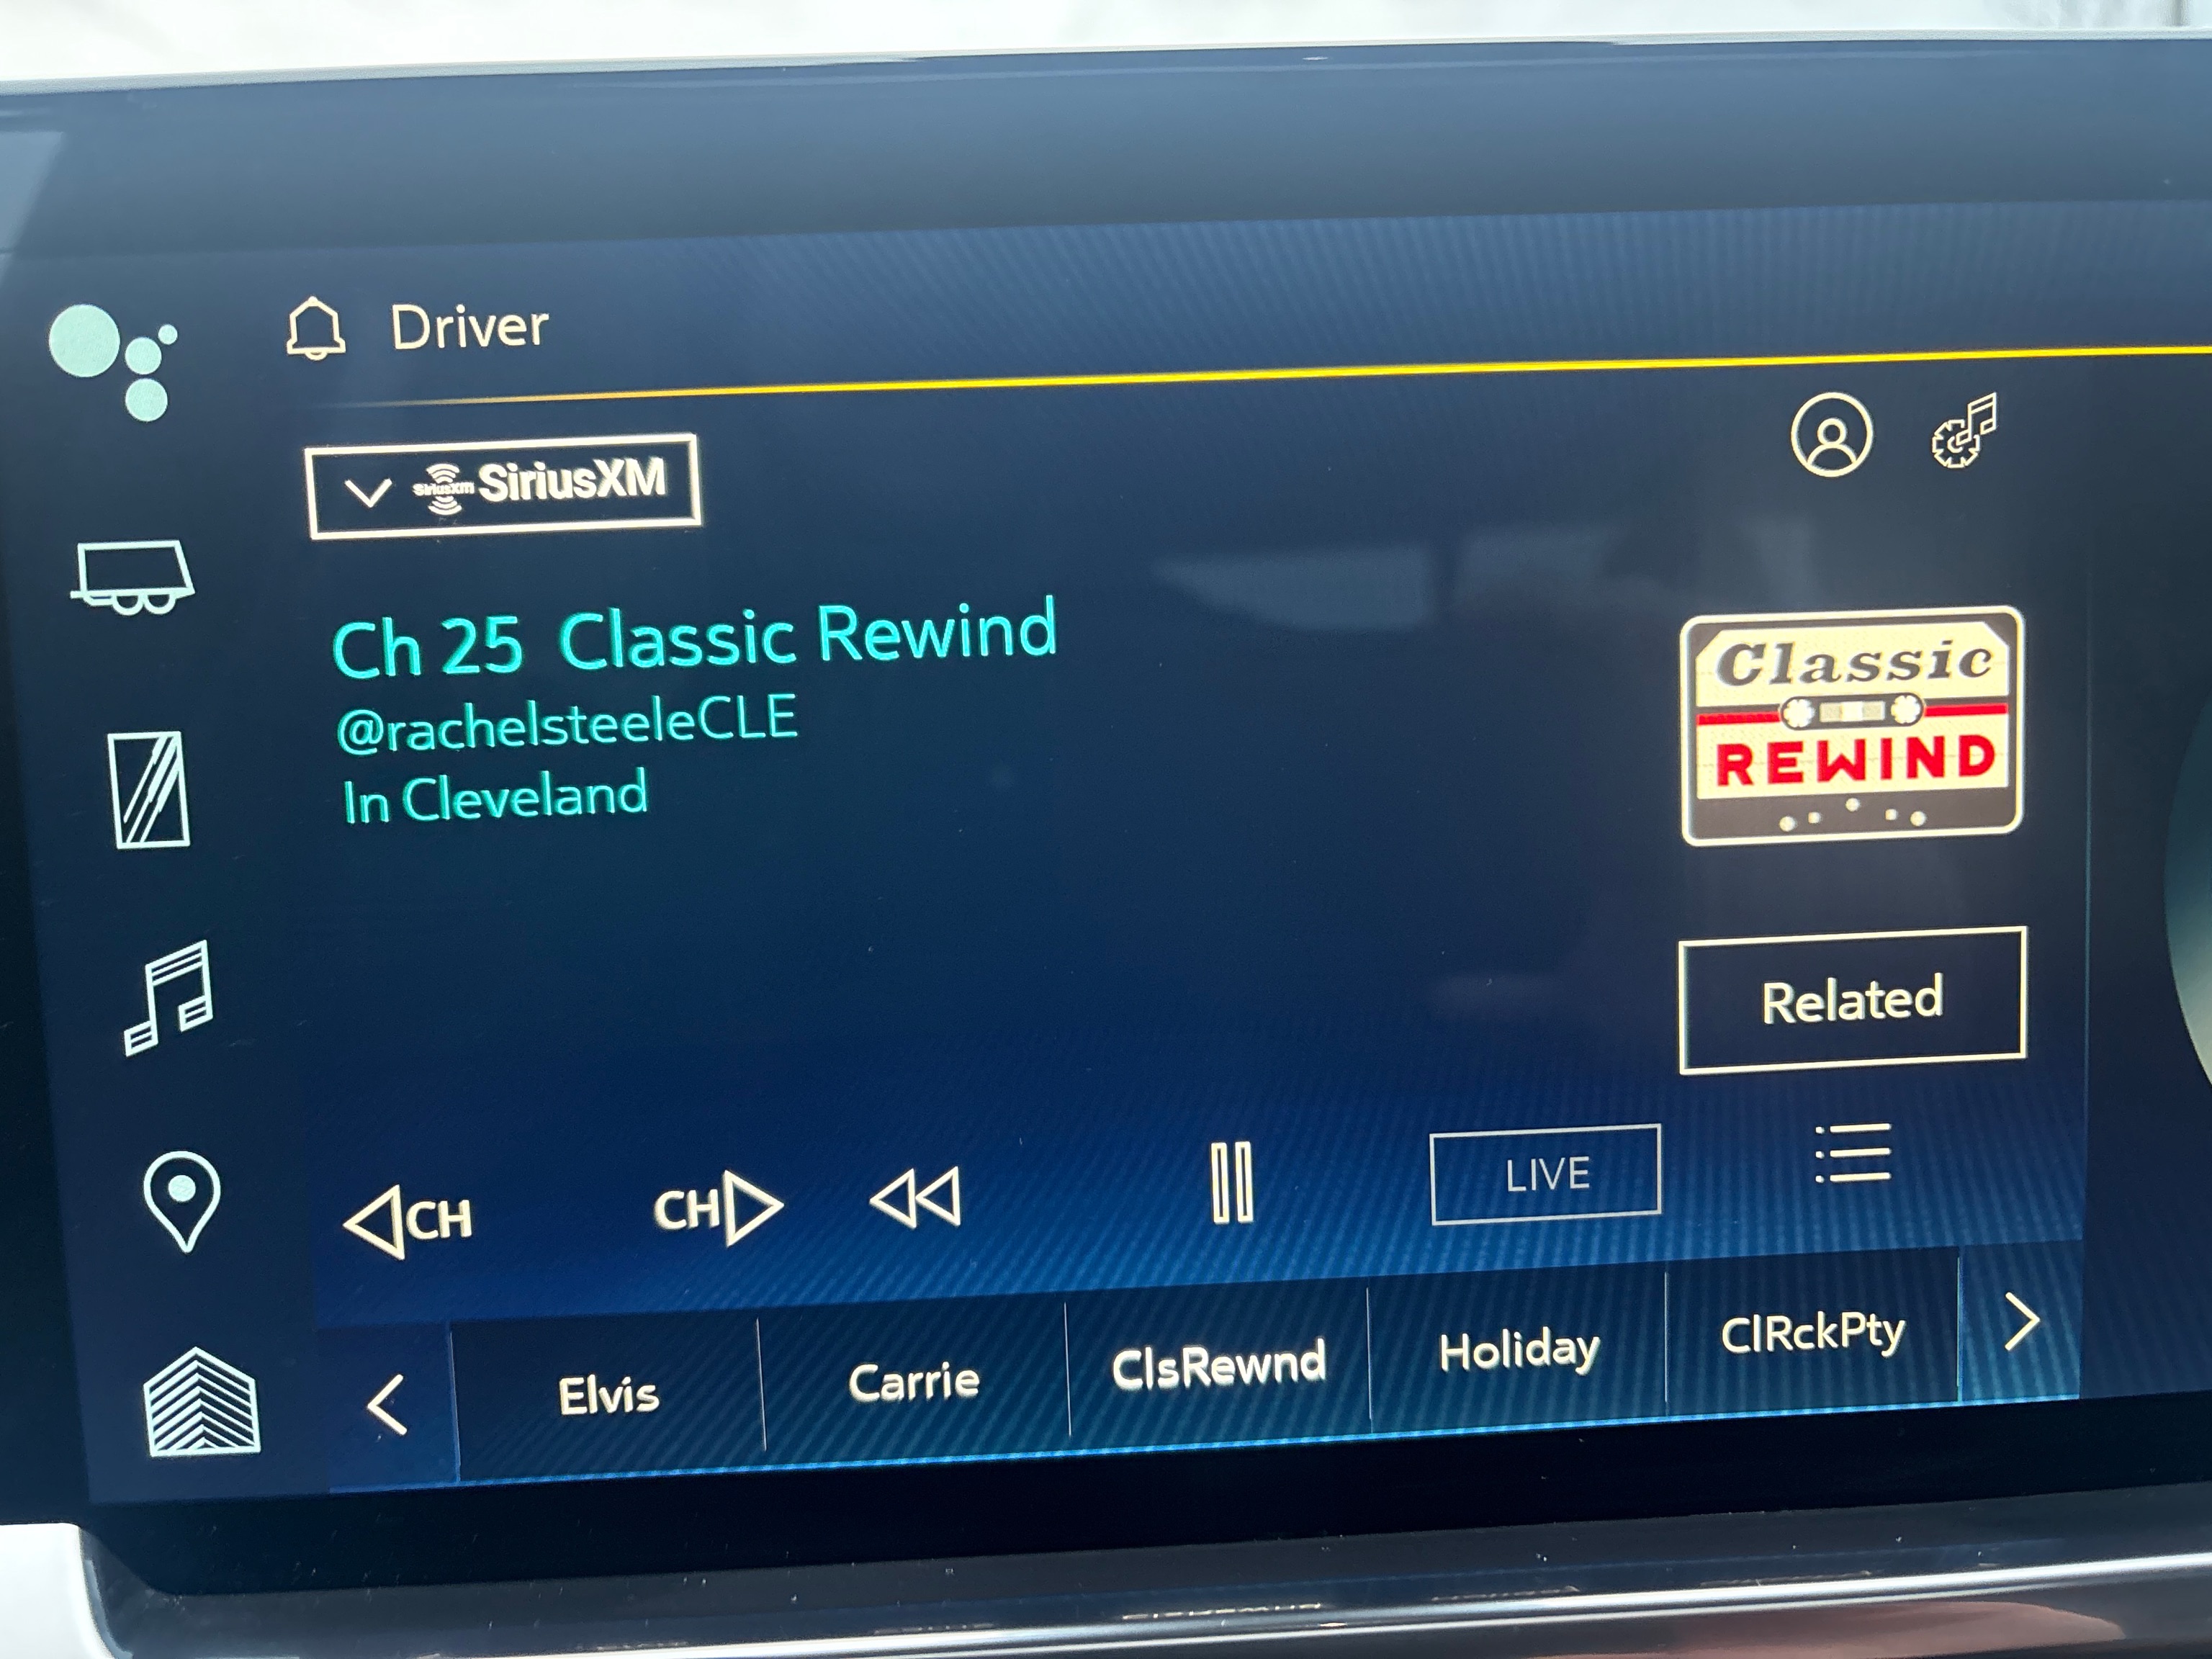 Driver
SiriusXM SiriusXM
Ch 25 Classic Rewind
@rachelsteeleCLE
In Cleveland
Classic
REWIND
Related
CH
CH
LIVE
Elvis
Carrie
ClsRewnd
Holiday
ClRckPty